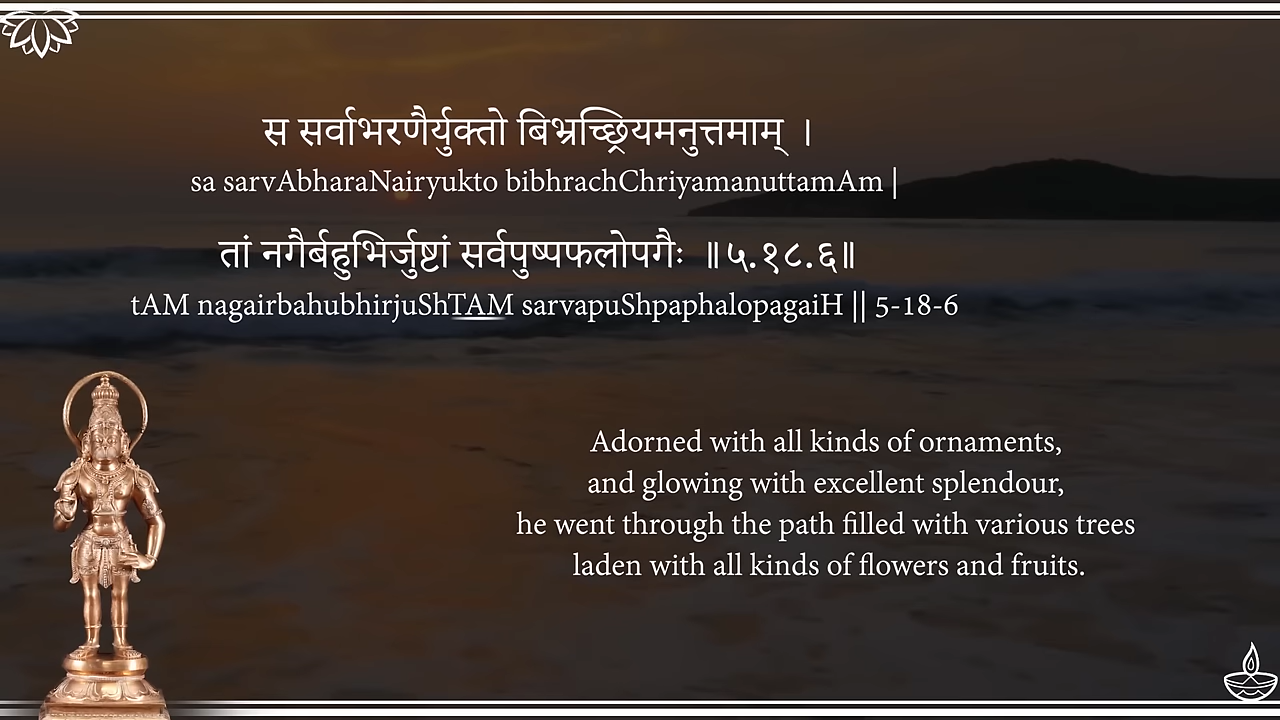 स सर्वाभरणैर्युक्तो बिभ्रच्छ्रियमनुत्तमाम् ।
sa sarvAbharaNairyukto bibhrachChriyamanuttamAm |
तां नगैर्बहुभिर्जुष्टां सर्वपुष्पफलोपगैः ॥५.१८.६॥
tAM nagairbahubhirjuShTAM sarvapuShpaphalopagaiH || 5-18-6
Adorned with all kinds of ornaments,
and glowing with excellent splendour,
he went through the path filled with various trees
laden with all kinds of flowers and fruits.